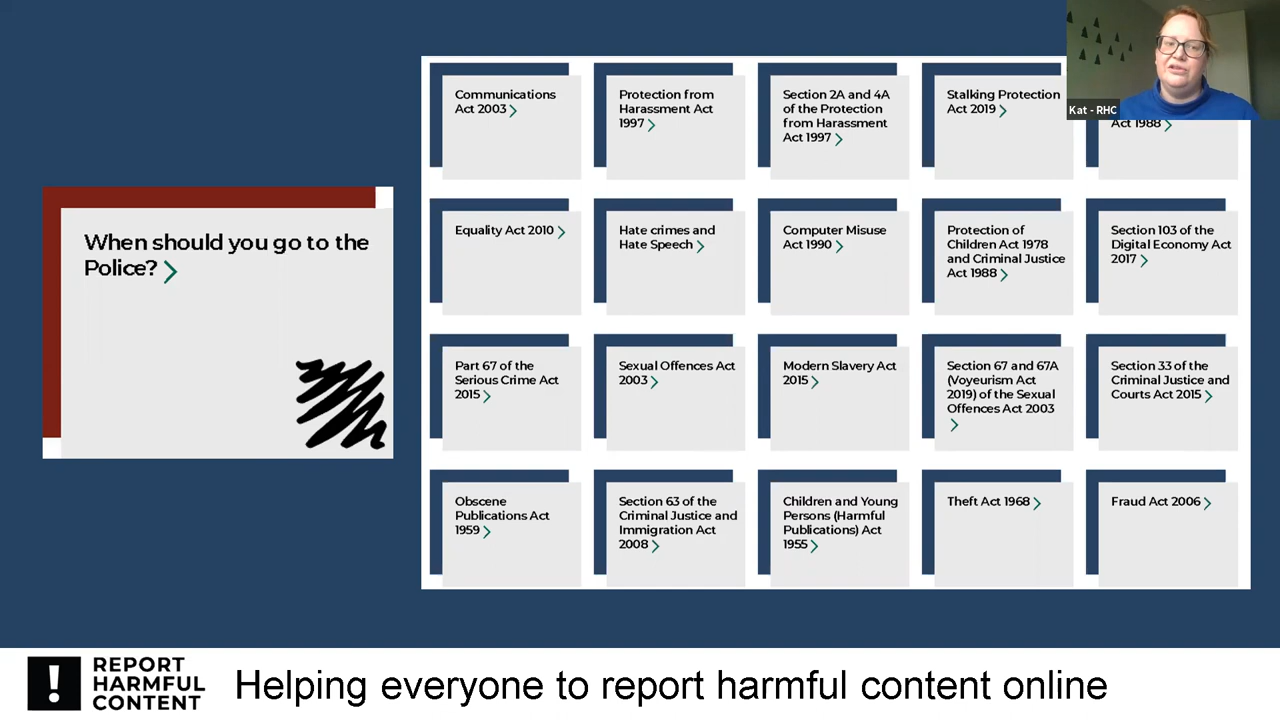 When should you go to the
Police?
Communications
Act 2003
Protection from
Harassment Act
1997
Section 2A and 4A
of the Protection
from Harassment
Act 1997
Stalking Protection
Act 2019
Act 1988
Kat - RHC
Equality Act 2010
Hate crimes and
Hate Speech
Computer Misuse
Act 1990
Protection of
Children Act 1978
and Criminal Justice
Act 1988
Section 103 of the
Digital Economy Act
2017
Part 67 of the
Serious Crime Act
2015
Sexual Offences Act
2003
Modern Slavery Act
2015
Section 67 and 67A
(Voyeurism Act
2019) of the Sexual
Offences Act 2003
Section 33 of the
Criminal Justice and
Courts Act 2015
Obscene
Publications Act
1959
Section 63 of the
Criminal Justice and
Immigration Act
2008
Children and Young
Persons (Harmful
Publications) Act
1955
Theft Act 1968
Fraud Act 2006
!
REPORT
HARMFUL
CONTENT
Helping everyone to report harmful content online